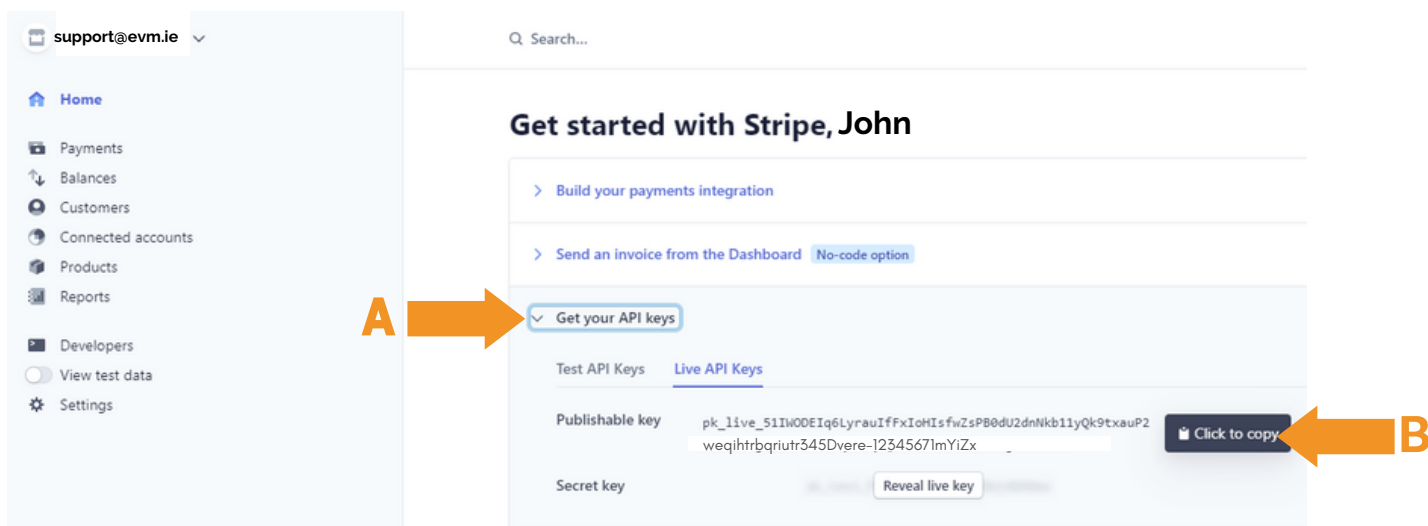 support@evm.ie
Search...
Home
Payments
Balances
Customers
Connected accounts
Products
Reports
Developers
View test data
Settings
Get started with Stripe, John
Build your payments integration
Send an invoice from the Dashboard No-code option
A
Get your API keys
Test API Keys Live API Keys
Publishable key pk_live_51IWODEIq6LyrauIfFxIoHIsfwZsPB0dU2dnNkb11yQk9txauP2
weqihtrbqriutr345Dvere-12345671mYiZx
Click to copy
B
Secret key
Reveal live key